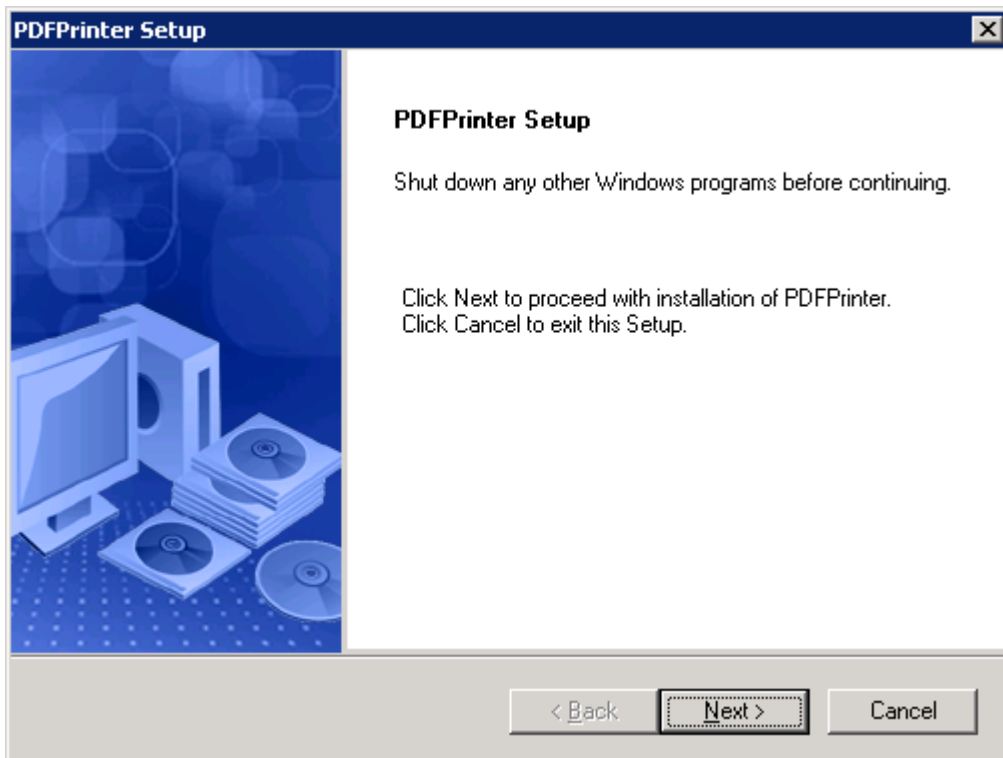 PDFPrinter Setup
PDFPrinter Setup
Shut down any other Windows programs before continuing.
Click Next to proceed with installation of PDFPrinter.
Click Cancel to exit this Setup.
< Back
Next >
Cancel